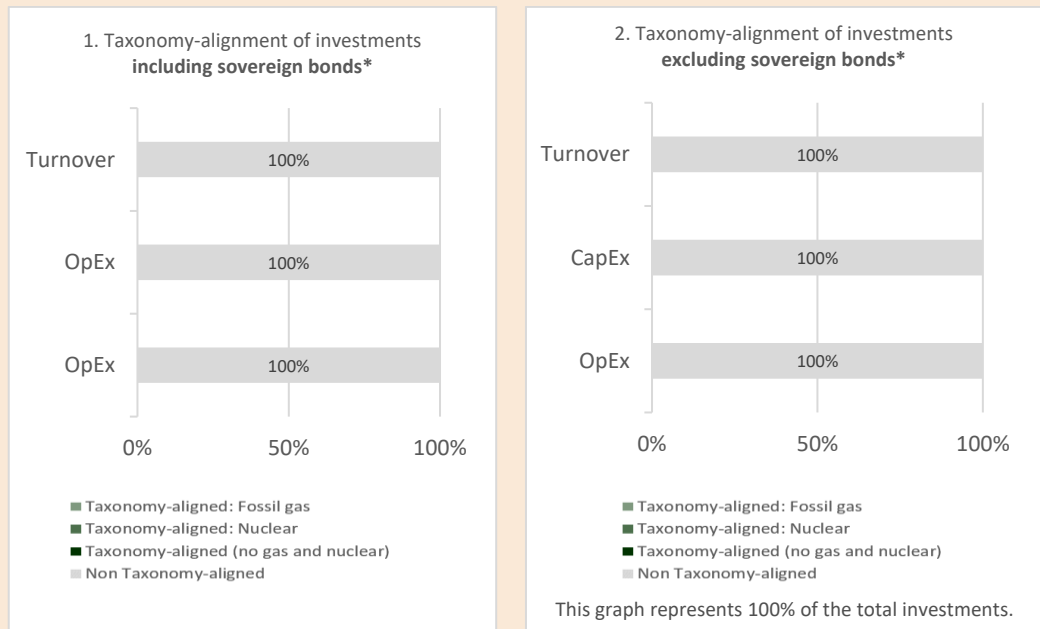 1. Taxonomy-alignment of investments
including sovereign bonds*
Turnover
100%
OpEx
100%
OpEx
100%
0%
50%
100%
Taxonomy-aligned: Fossil gas
Taxonomy-aligned: Nuclear
Taxonomy-aligned (no gas and nuclear)
Non Taxonomy-aligned
2. Taxonomy-alignment of investments
excluding sovereign bonds*
Turnover
100%
CapEx
100%
OpEx
100%
0%
50%
100%
Taxonomy-aligned: Fossil gas
Taxonomy-aligned: Nuclear
Taxonomy-aligned (no gas and nuclear)
Non Taxonomy-aligned
This graph represents 100% of the total investments.